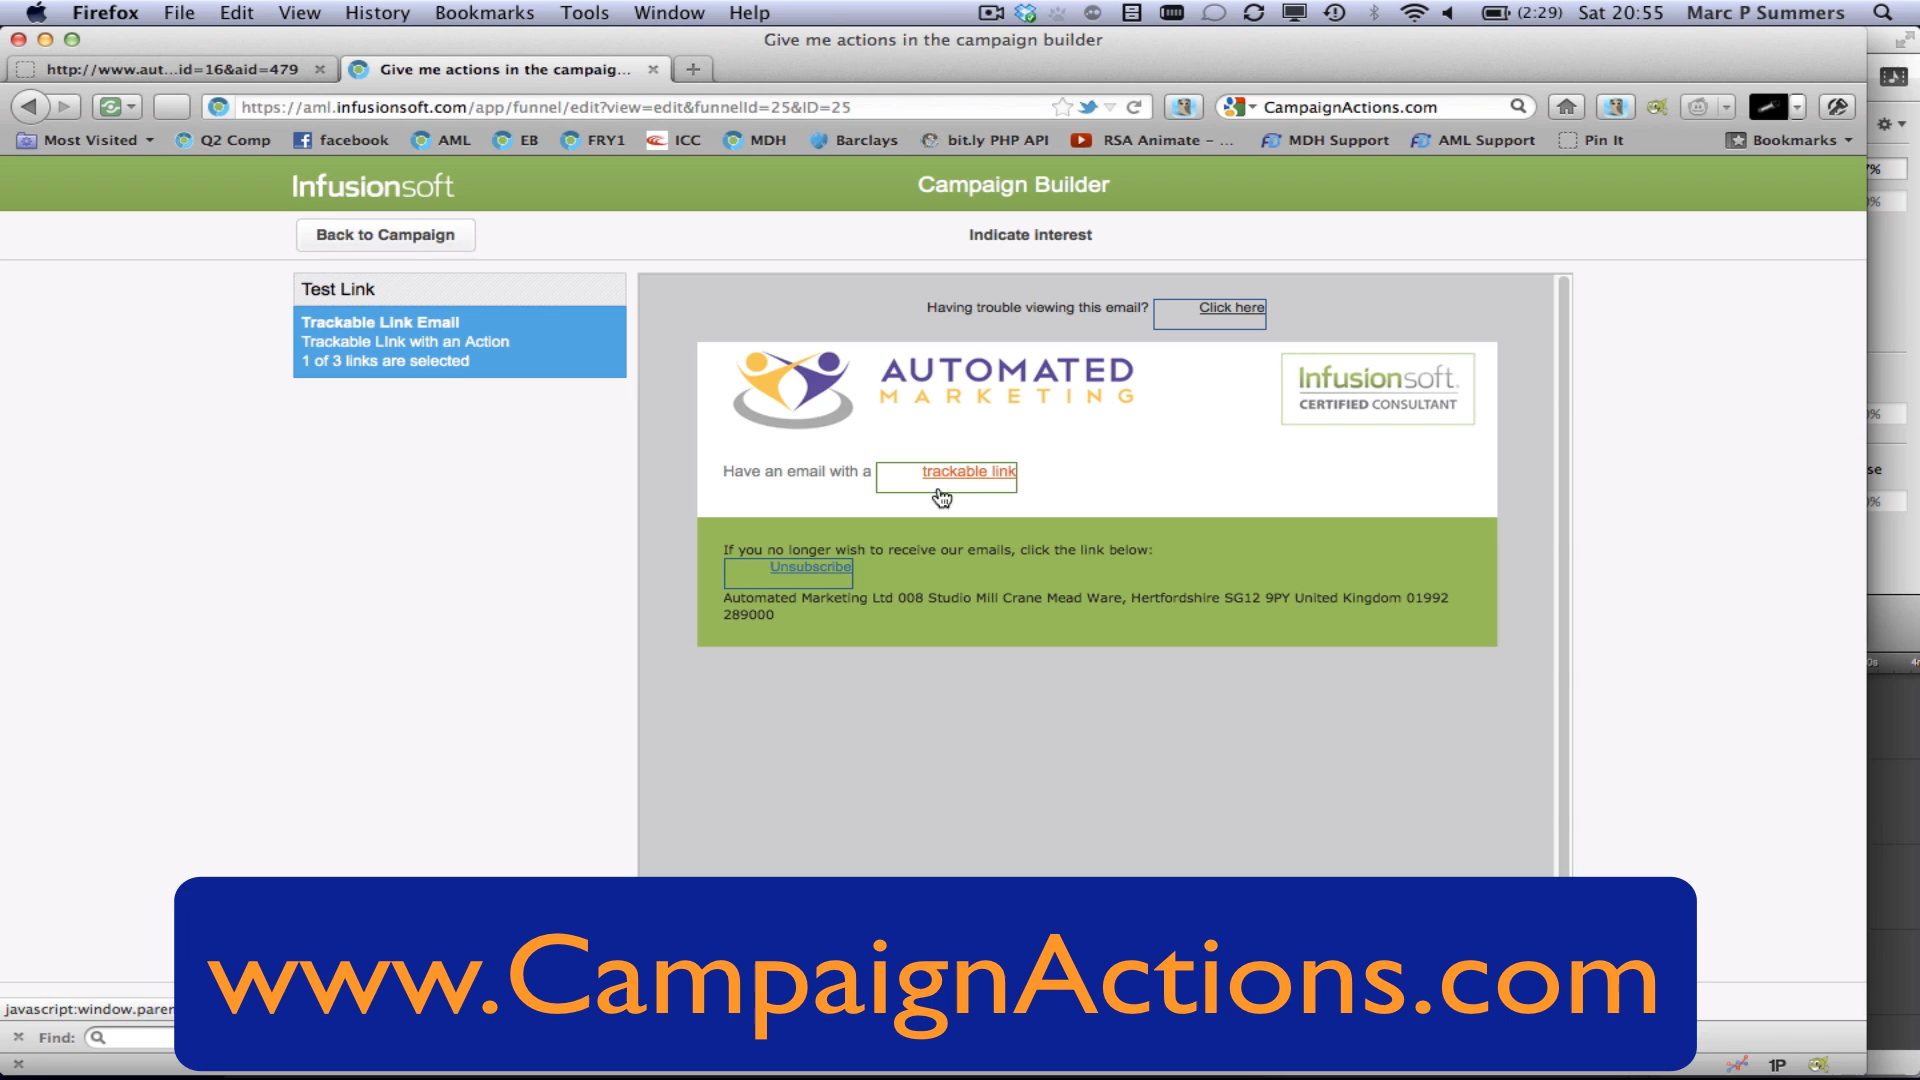 Firefox File Edit View History Bookmarks Tools Window Help (2:29) Sat 20:55 Marc P Summers
Give me actions in the campaign builder
http://www.aut...id=16&aid=479 Give me actions in the campaig...
https://aml.infusionsoft.com/app/funnel/edit?view=edit&funnelId=25&ID=25 CampaignActions.com
Most Visited Q2 Comp facebook AML EB FRY1 ICC MDH Barclays bit.ly PHP API RSA Animate - ... MDH Support AML Support Pin It Bookmarks
Infusionsoft Campaign Builder
Back to Campaign Indicate interest
Test Link
Trackable Link Email
Trackable LInk with an Action
1 of 3 links are selected
Having trouble viewing this email? Click here
AUTOMATED
MARKETING
Infusionsoft.
CERTIFIED CONSULTANT
Have an email with a trackable link
If you no longer wish to receive our emails, click the link below:
Unsubscribe
Automated Marketing Ltd 008 Studio Mill Crane Mead Ware, Hertfordshire SG12 9PY United Kingdom 01992
289000
www.CampaignActions.com
javascript:window.paren
Find:
1P